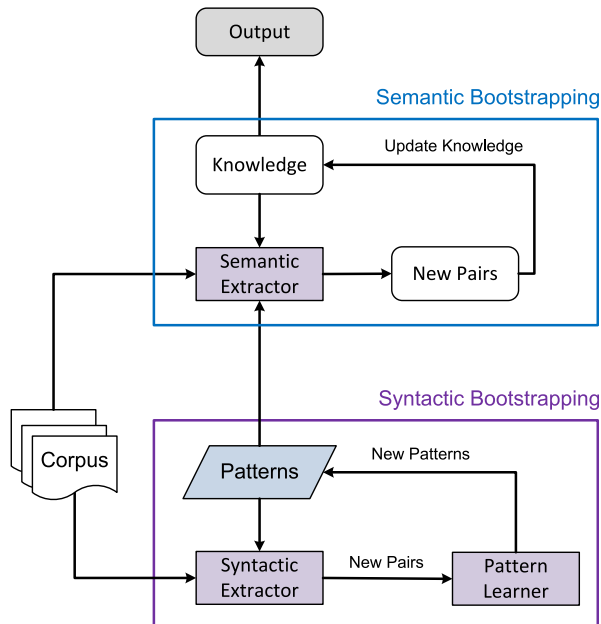 Output
Semantic Bootstrapping
Update Knowledge
Knowledge
Semantic
Extractor
New Pairs
Syntactic Bootstrapping
Corpus
Patterns
New Patterns
Syntactic
Extractor
New Pairs
Pattern
Learner